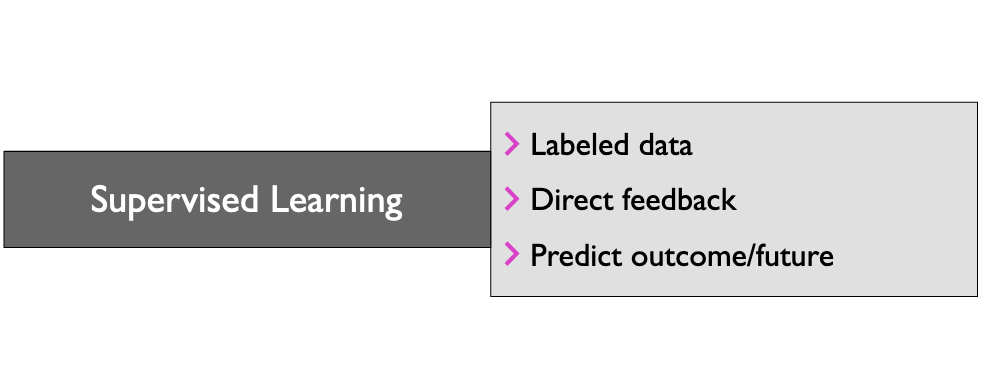 Supervised Learning
Labeled data
Direct feedback
Predict outcome/future